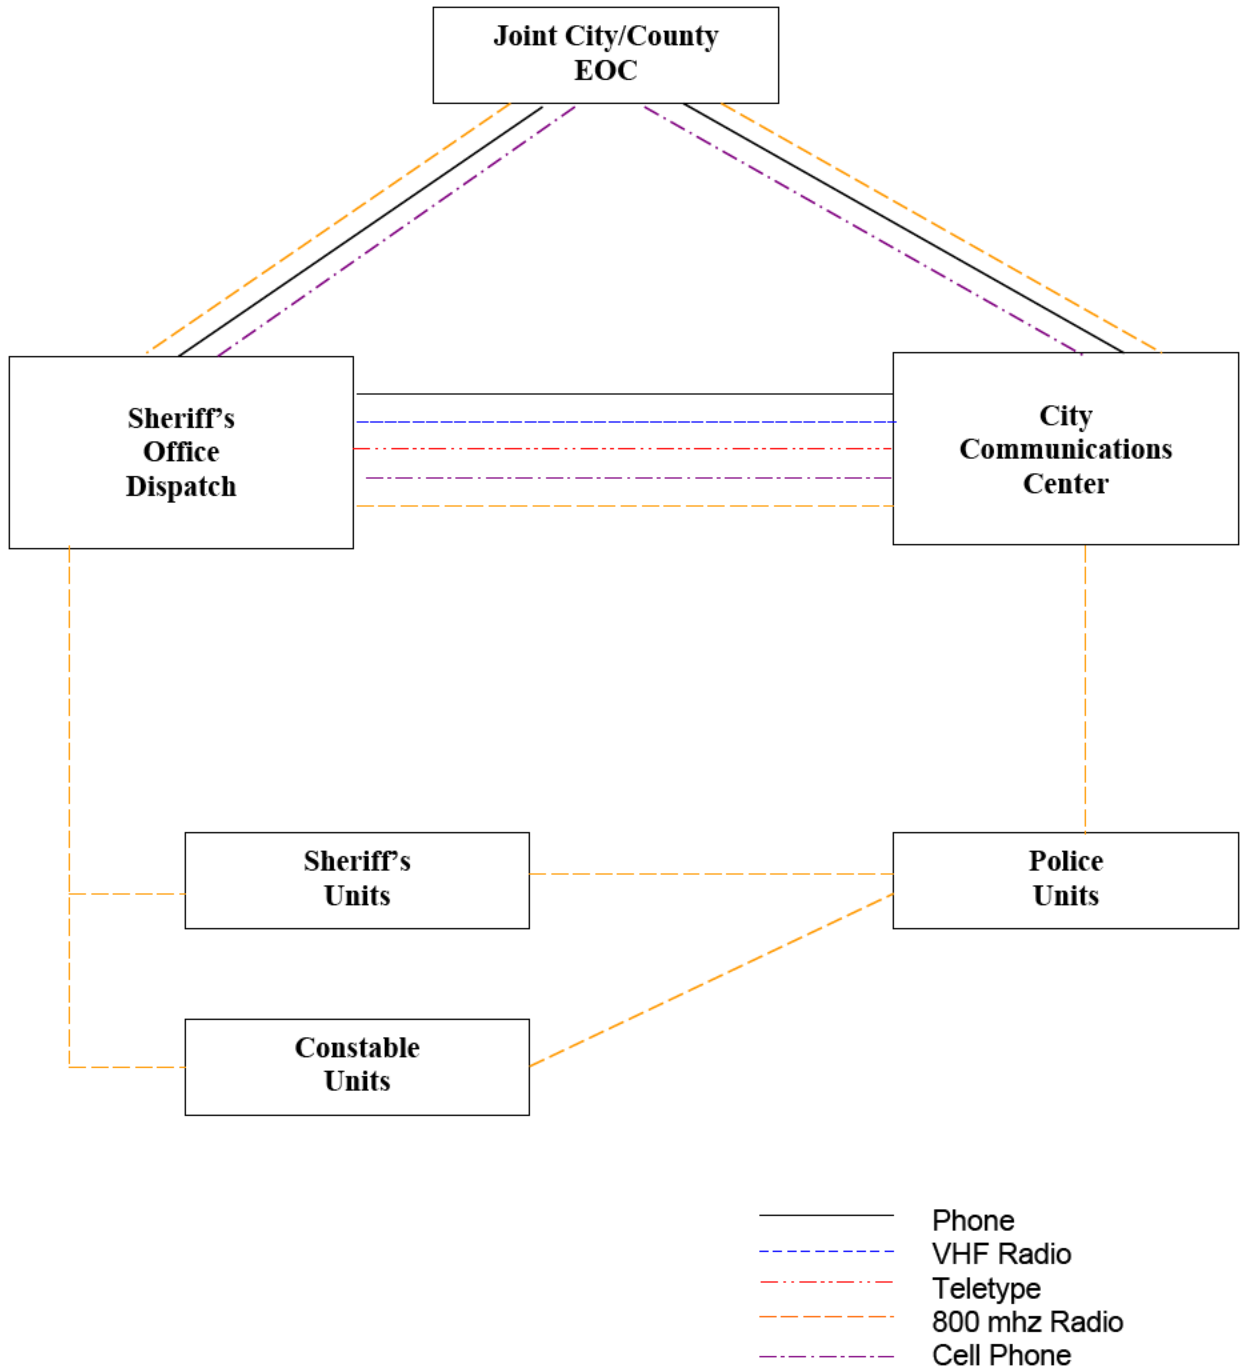 Joint City/County
EOC
Sheriff’s
Office
Dispatch
City
Communications
Center
Sheriff’s
Units
Police
Units
Constable
Units
Phone
VHF Radio
Teletype
800 mhz Radio
Cell Phone